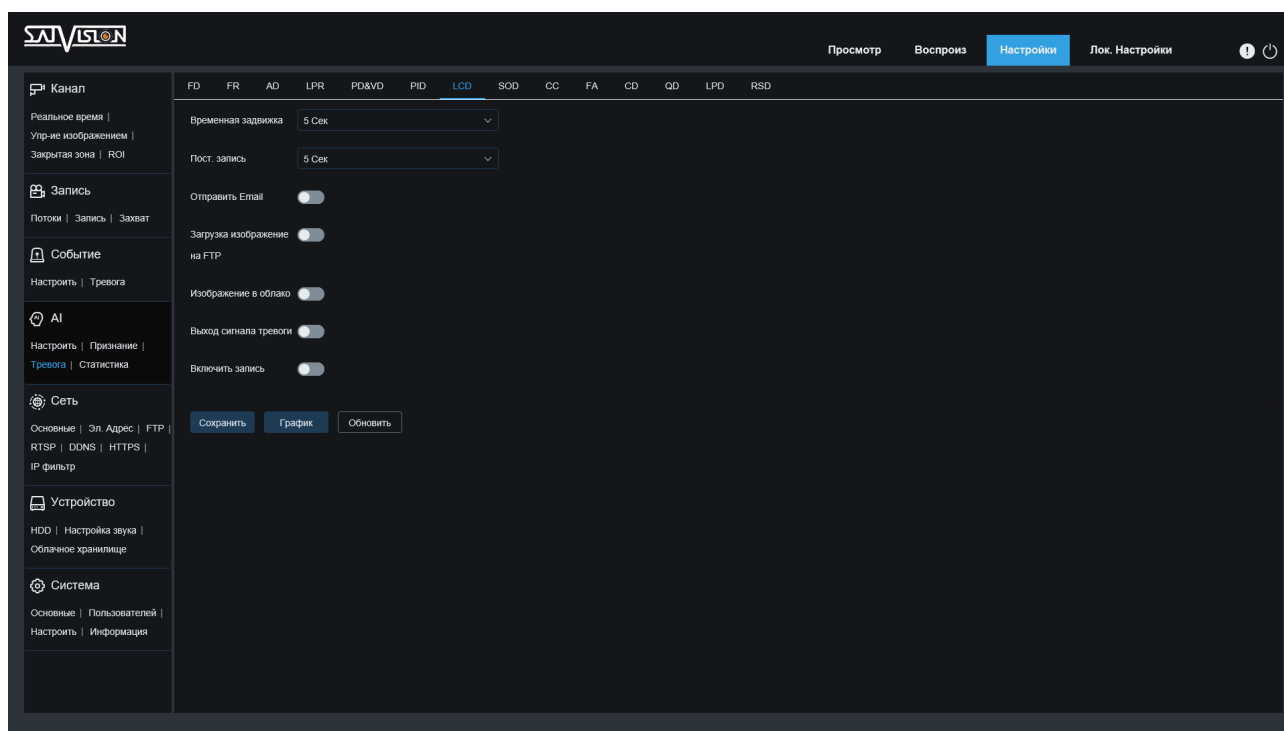 SATVISION
Просмотр Воспроиз Настройки Лок. Настройки
Канал
Реальное время |
Упр-ие изображением |
Закрытая зона | ROI
Запись
Потоки | Запись | Захват
Событие
Настроить | Тревога
AI
Настроить | Признание |
Тревога | Статистика
Сеть
Основные | Эл. Адрес | FTP |
RTSP | DDNS | HTTPS |
IP фильтр
Устройство
HDD | Настройка звука |
Облачное хранилище
Система
Основные | Пользователей |
Настроить | Информация
FD FR AD LPR PD&VD PID LCD SOD CC FA CD QD LPD RSD
Временная задвижка 5 Сек
Пост. запись 5 Сек
Отправить Email
Загрузка изображение
на FTP
Изображение в облако
Выход сигнала тревоги
Включить запись
Сохранить График Обновить